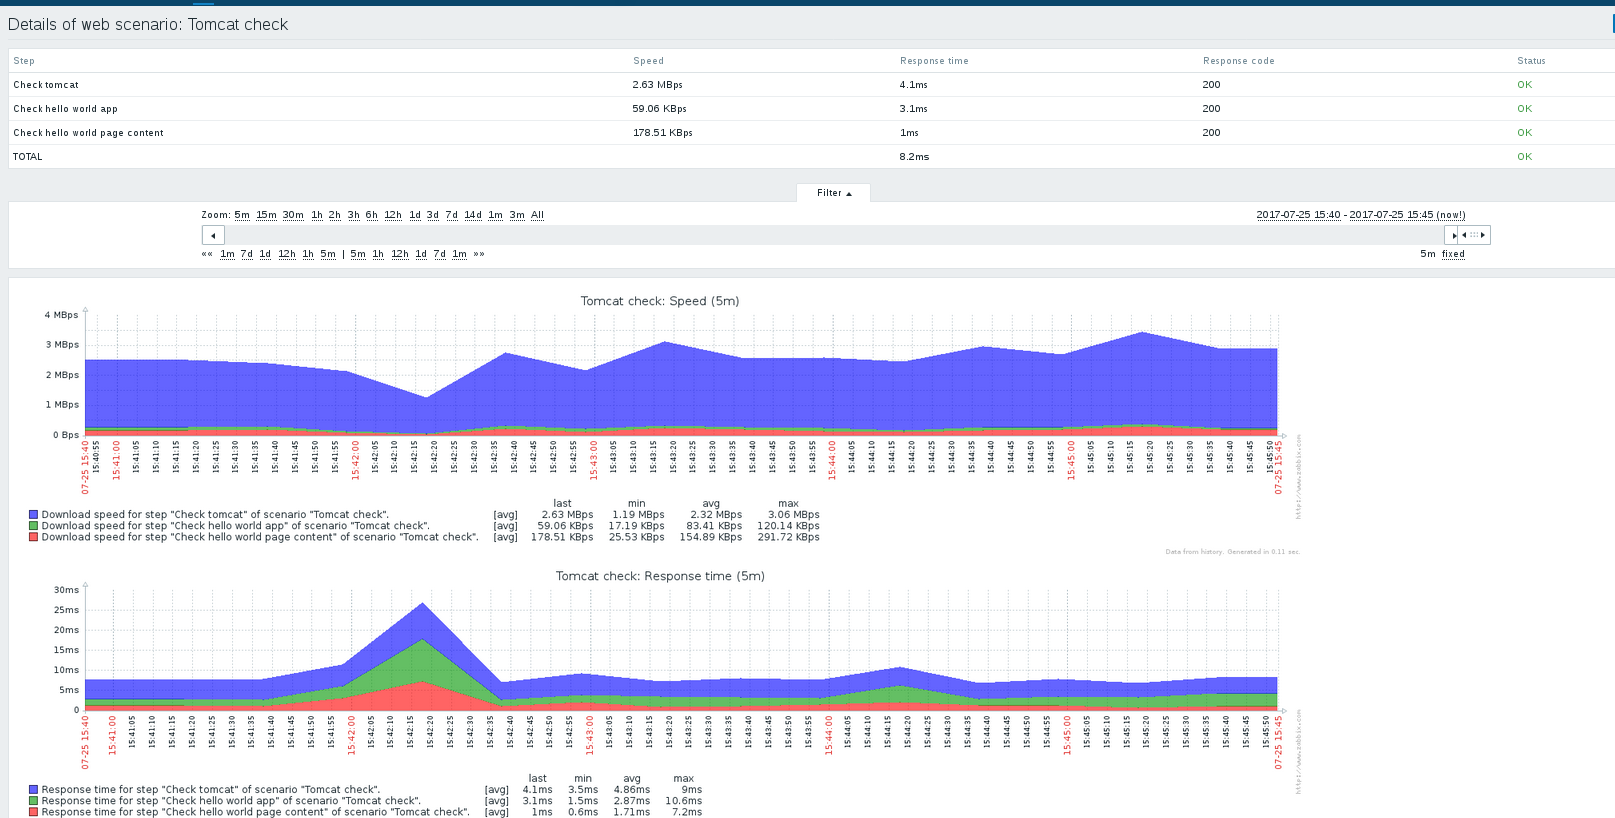 Details of web scenario: Tomcat check
Step Speed Response time Response code Status
Check tomcat 2.63 MBps 4.1ms 200 OK
Check hello world app 59.06 KBps 3.1ms 200 OK
Check hello world page content 178.51 KBps 1ms 200 OK
TOTAL 8.2ms OK
Filter ▲
Zoom: 5m 15m 30m 1h 2h 3h 6h 12h 1d 3d 7d 14d 1m 3m All 2017-07-25 15:40 - 2017-07-25 15:45 (now!)
«« 1m 7d 1d 12h 1h 5m | 5m 1h 12h 1d 7d 1m »» 5m fixed
Tomcat check: Speed (5m)
4 MBps
3 MBps
2 MBps
1 MBps
0 Bps
07-25 15:40 15:40:55 15:41:00 15:41:05 15:41:10 15:41:15 15:41:20 15:41:25 15:41:30 15:41:35 15:41:40 15:41:45 15:41:50 15:41:55 15:42:00 15:42:05 15:42:10 15:42:15 15:42:20 15:42:25 15:42:30 15:42:35 15:42:40 15:42:45 15:42:50 15:42:55 15:43:00 15:43:05 15:43:10 15:43:15 15:43:20 15:43:25 15:43:30 15:43:35 15:43:40 15:43:45 15:43:50 15:43:55 15:44:00 15:44:05 15:44:10 15:44:15 15:44:20 15:44:25 15:44:30 15:44:35 15:44:40 15:44:45 15:44:50 15:44:55 15:45:00 15:45:05 15:45:10 15:45:15 15:45:20 15:45:25 15:45:30 15:45:35 15:45:40 15:45:45 15:45:50 07-25 15:45
http://www.zabbix.com
last min avg max
Download speed for step "Check tomcat" of scenario "Tomcat check". [avg] 2.63 MBps 1.19 MBps 2.32 MBps 3.06 MBps
Download speed for step "Check hello world app" of scenario "Tomcat check". [avg] 59.06 KBps 17.19 KBps 83.41 KBps 120.14 KBps
Download speed for step "Check hello world page content" of scenario "Tomcat check". [avg] 178.51 KBps 25.53 KBps 154.89 KBps 291.72 KBps
Data from history. Generated in 0.11 sec.
Tomcat check: Response time (5m)
30ms
25ms
20ms
15ms
10ms
5ms
0
07-25 15:40 15:41:00 15:41:05 15:41:10 15:41:15 15:41:20 15:41:25 15:41:30 15:41:35 15:41:40 15:41:45 15:41:50 15:41:55 15:42:00 15:42:05 15:42:10 15:42:15 15:42:20 15:42:25 15:42:30 15:42:35 15:42:40 15:42:45 15:42:50 15:42:55 15:43:00 15:43:05 15:43:10 15:43:15 15:43:20 15:43:25 15:43:30 15:43:35 15:43:40 15:43:45 15:43:50 15:43:55 15:44:00 15:44:05 15:44:10 15:44:15 15:44:20 15:44:25 15:44:30 15:44:35 15:44:40 15:44:45 15:44:50 15:44:55 15:45:00 15:45:05 15:45:10 15:45:15 15:45:20 15:45:25 15:45:30 15:45:35 15:45:40 15:45:45 15:45:50 07-25 15:45
http://www.zabbix.com
last min avg max
Response time for step "Check tomcat" of scenario "Tomcat check". [avg] 4.1ms 3.5ms 4.86ms 9ms
Response time for step "Check hello world app" of scenario "Tomcat check". [avg] 3.1ms 1.5ms 2.87ms 10.6ms
Response time for step "Check hello world page content" of scenario "Tomcat check". [avg] 1ms 0.6ms 1.71ms 7.2ms